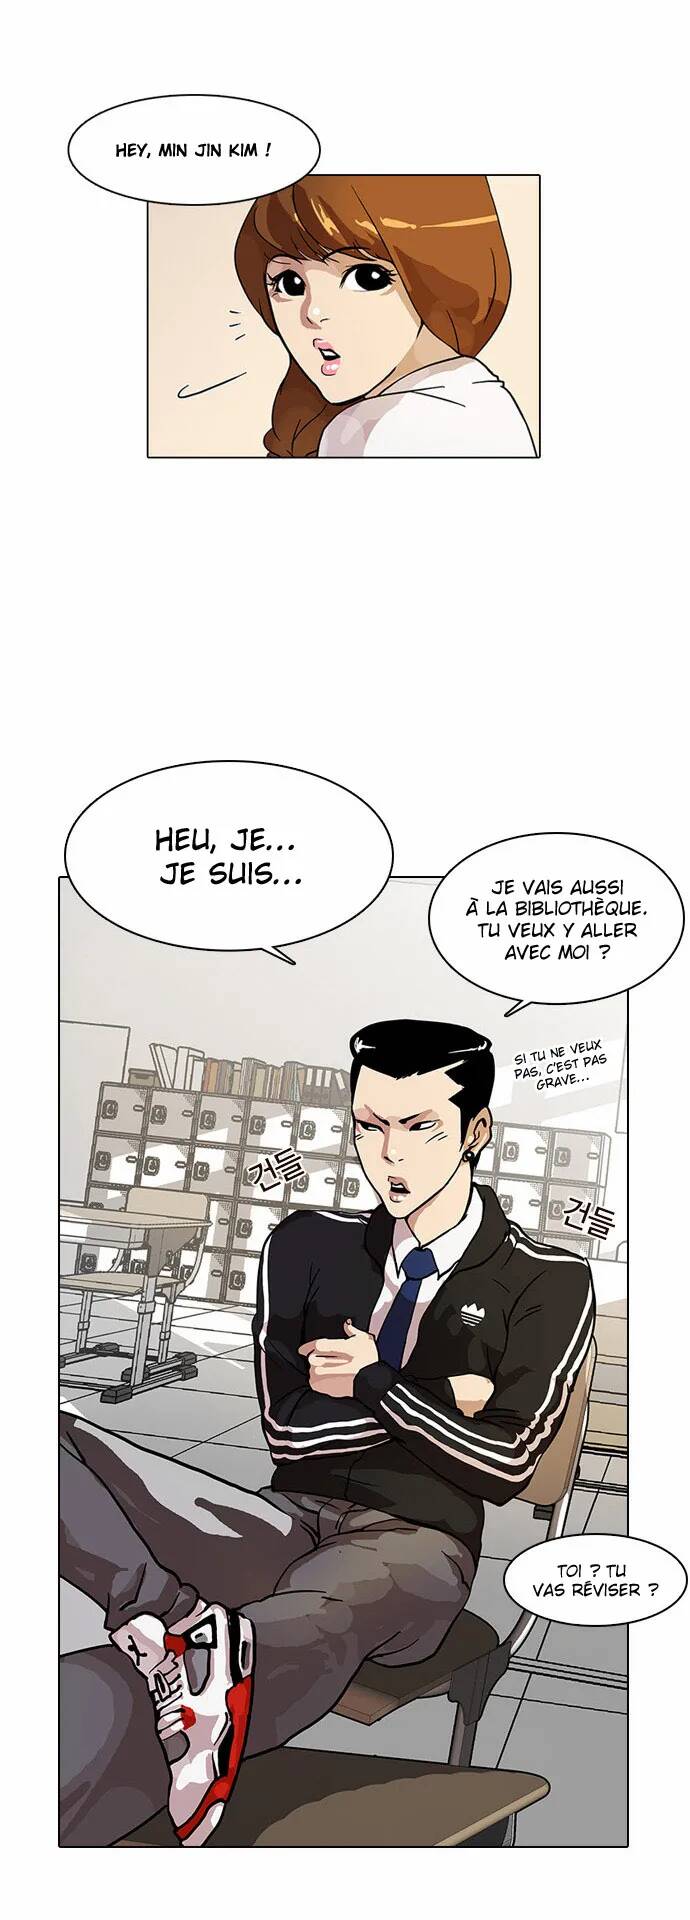 HEY, MIN JIN KIM !
HEU, JE...
JE SUIS...
JE VAIS AUSSI
À LA BIBLIOTHÈQUE.
TU VEUX Y ALLER
AVEC MOI ?
SI TU NE VEUX
PAS, C'EST PAS
GRAVE...
건들
건들
TOI ? TU
VAS RÉVISER ?